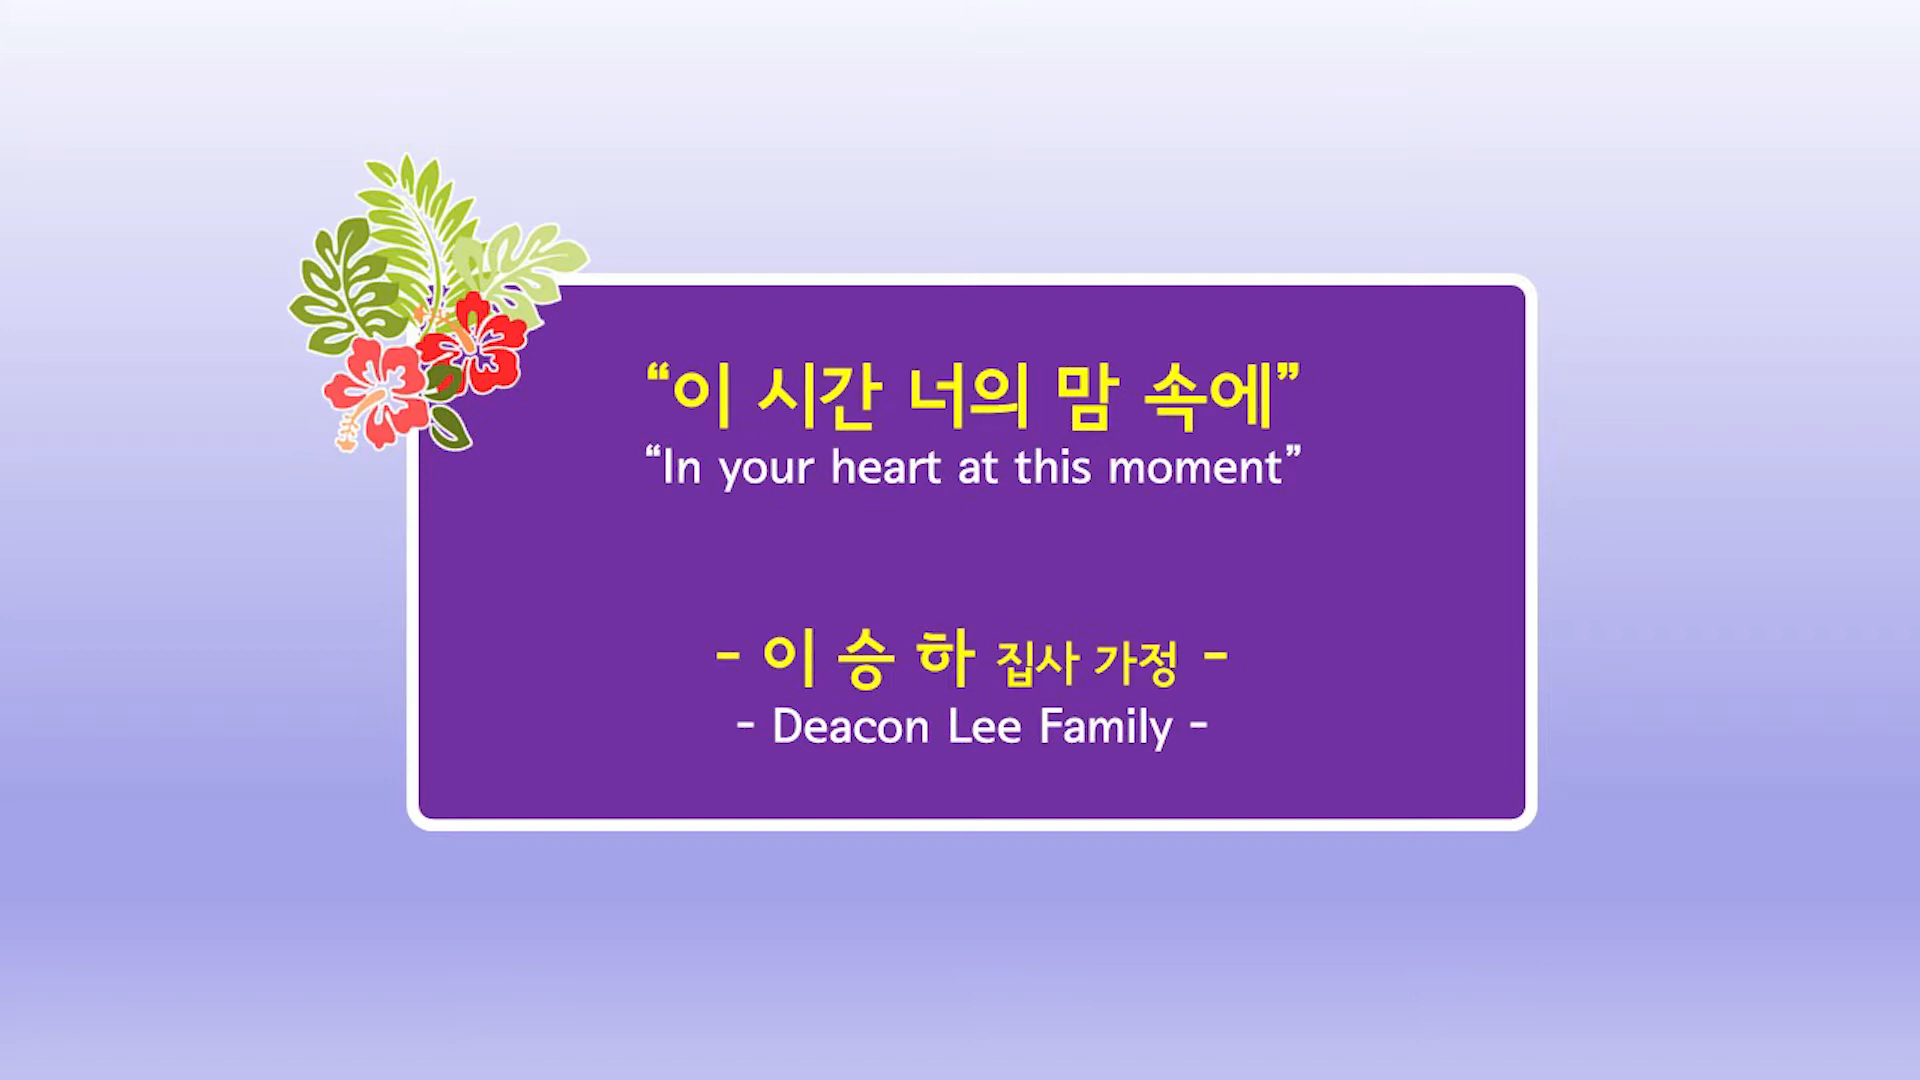 “이 시간 너의 맘 속에”
“In your heart at this moment”
- 이 승 하 집사 가정 -
- Deacon Lee Family -